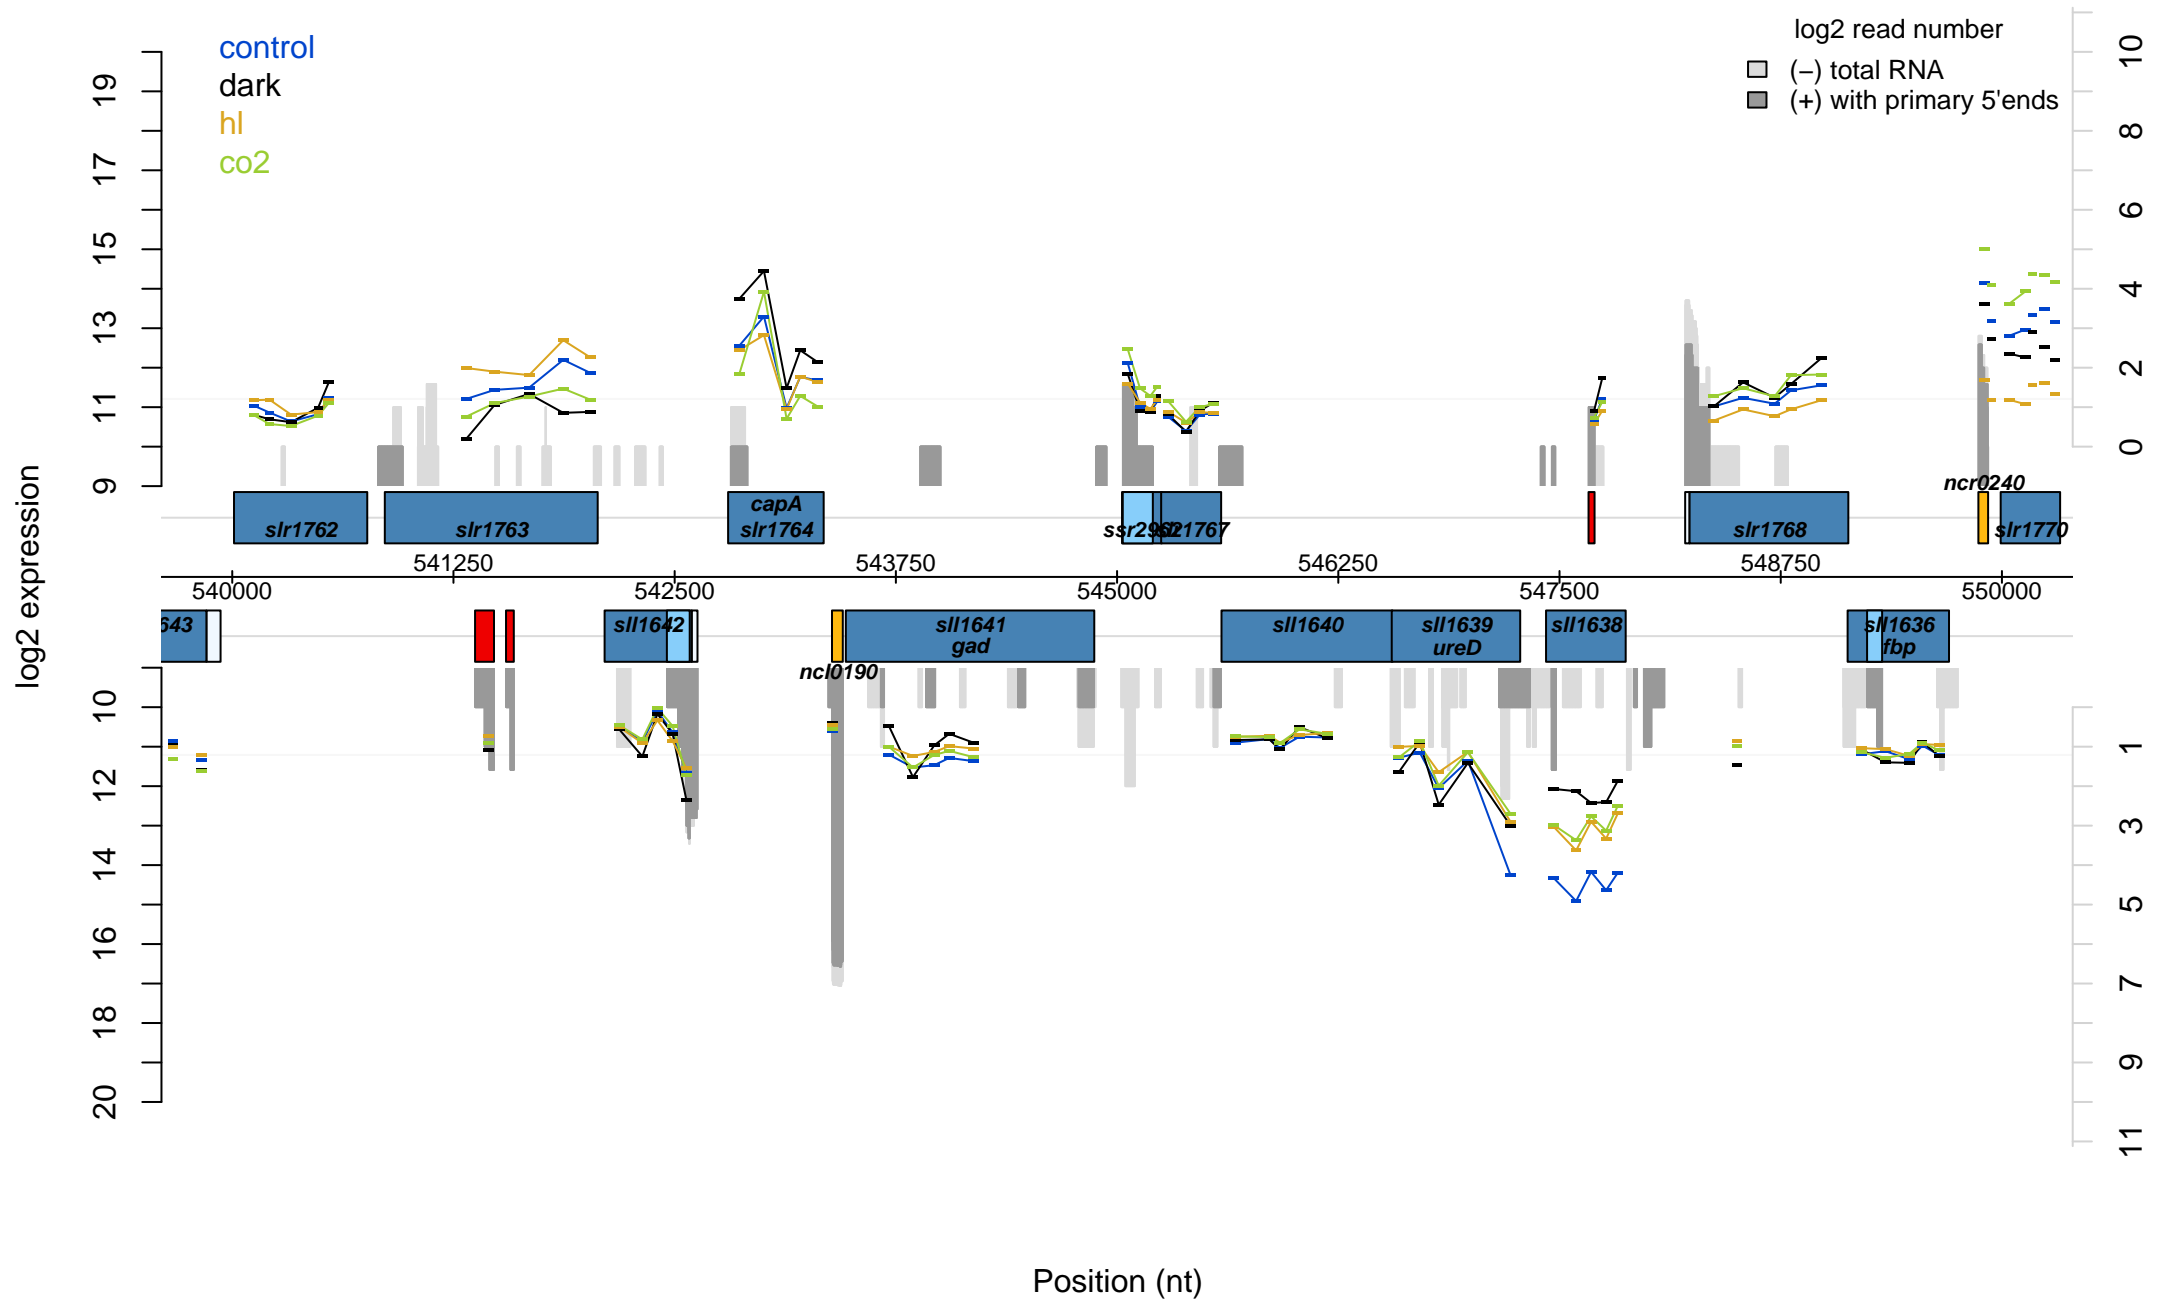 control
dark
hl
co2
log2 read number
(−) total RNA
(+) with primary 5'ends
19
17
15
13
11
9
10
8
6
4
2
0
log2 expression
ncr0240
capA
slr1762
slr1763
slr1764
slr1767
slr1768
slr1770
541250
543750
546250
548750
540000
542500
545000
547500
550000
643
sll1642
sll1641
gad
sll1640
sll1639
ureD
sll1638
sll1636
fbp
ncl0190
10
12
14
16
18
20
1
3
5
7
9
11
Position (nt)